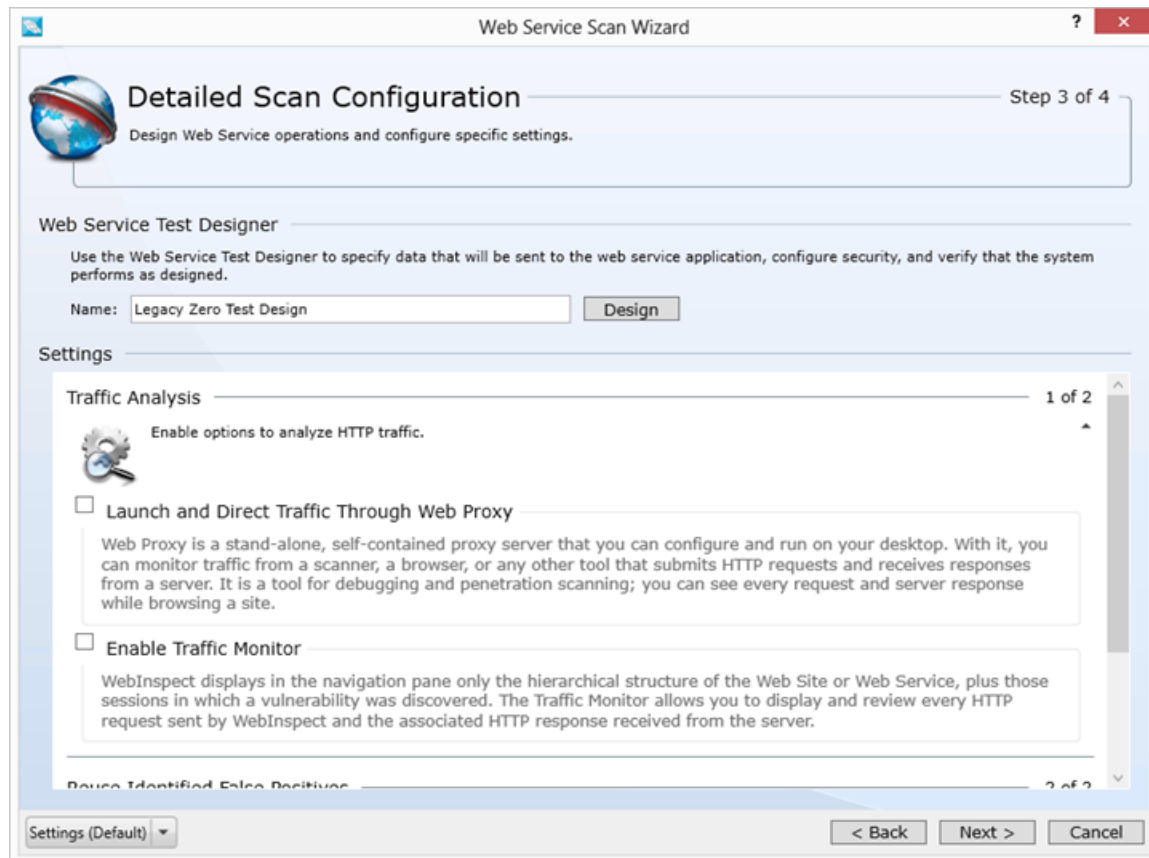 Web Service Scan Wizard
?
Detailed Scan Configuration
Step 3 of 4
Design Web Service operations and configure specific settings.
Web Service Test Designer
Use the Web Service Test Designer to specify data that will be sent to the web service application, configure security, and verify that the system
performs as designed.
Name: Legacy Zero Test Design Design
Settings
Traffic Analysis 1 of 2
Enable options to analyze HTTP traffic.
Launch and Direct Traffic Through Web Proxy
Web Proxy is a stand-alone, self-contained proxy server that you can configure and run on your desktop. With it, you
can monitor traffic from a scanner, a browser, or any other tool that submits HTTP requests and receives responses
from a server. It is a tool for debugging and penetration scanning; you can see every request and server response
while browsing a site.
Enable Traffic Monitor
WebInspect displays in the navigation pane only the hierarchical structure of the Web Site or Web Service, plus those
sessions in which a vulnerability was discovered. The Traffic Monitor allows you to display and review every HTTP
request sent by WebInspect and the associated HTTP response received from the server.
Reuse Identified False Positives 2 of 2
Settings (Default) < Back Next > Cancel